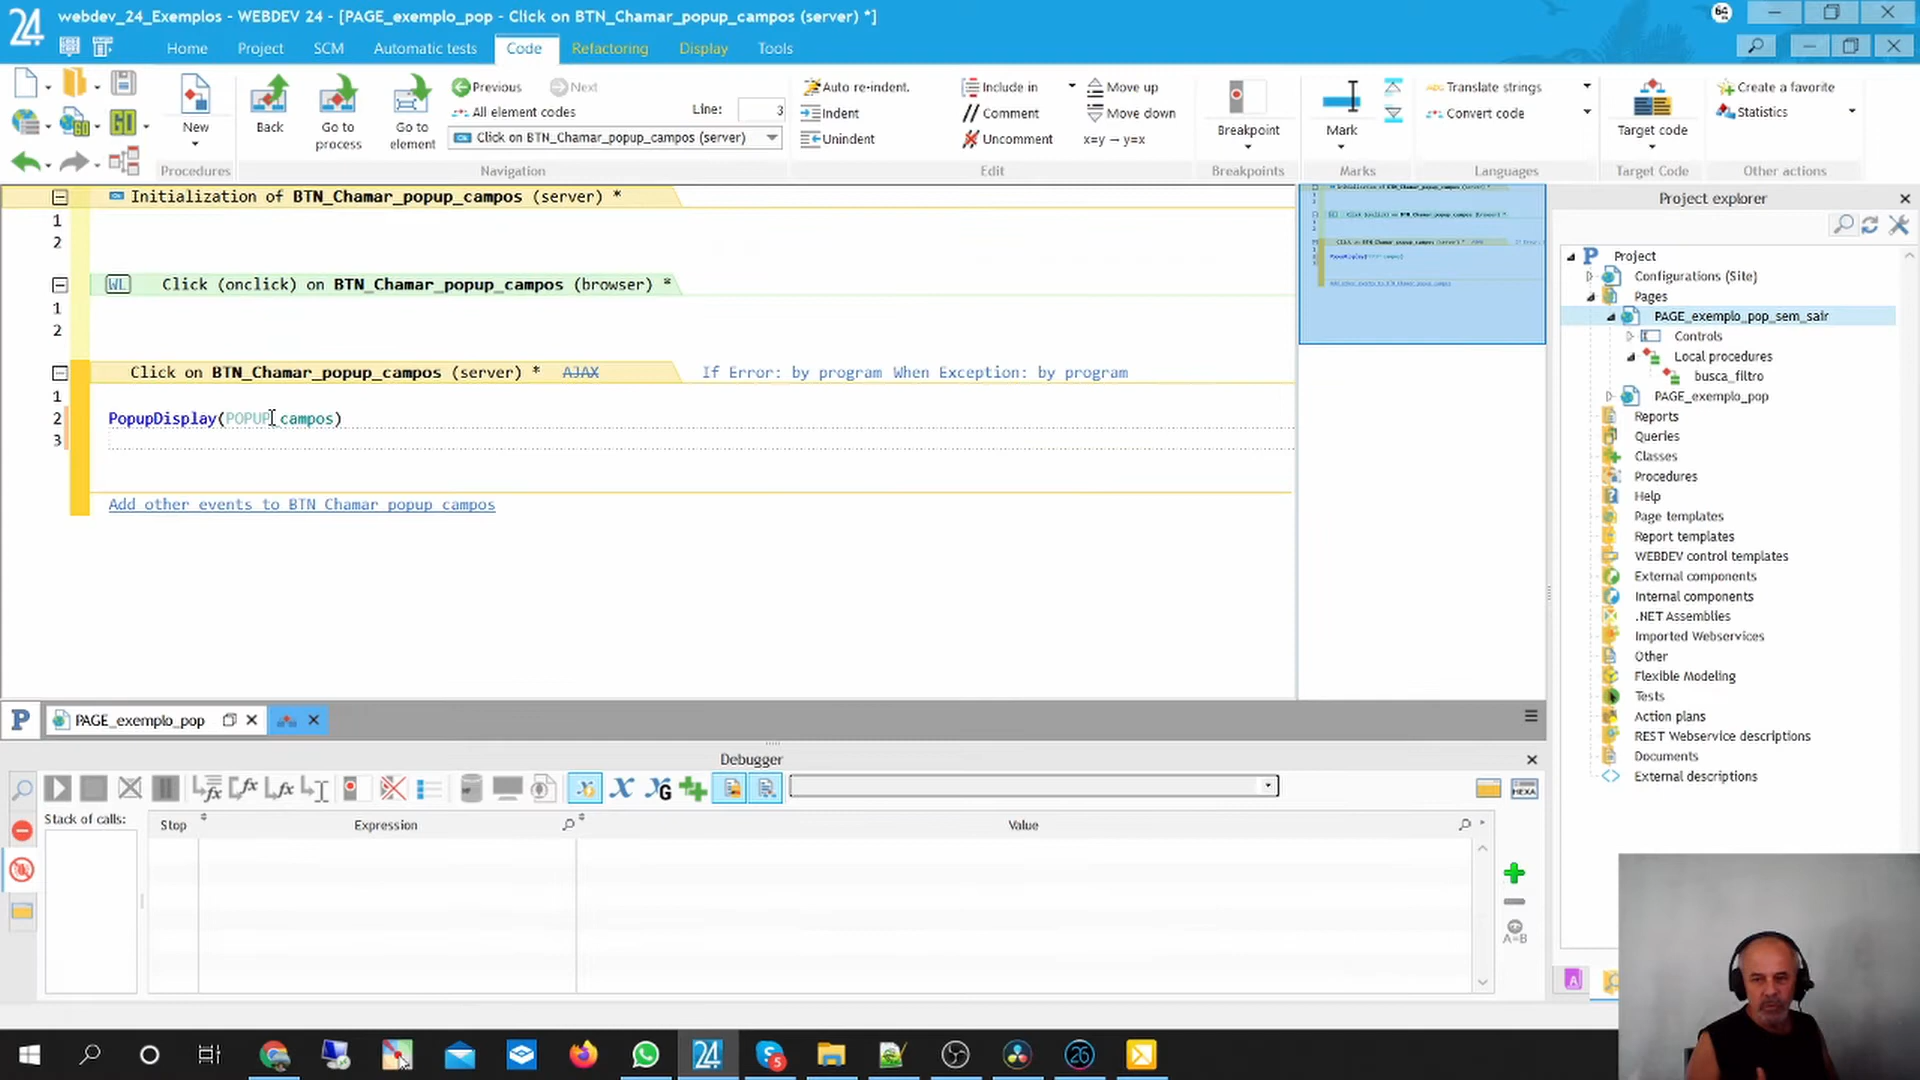 24 webdev_24_Exemplos - WEBDEV 24 - [PAGE_exemplo_pop - Click on BTN_Chamar_popup_campos (server) *]
64
Home Project SCM Automatic tests Code Refactoring Display Tools
New
Procedures
Back
Go to process
Go to element
Previous Next
All element codes Line: 3
Click on BTN_Chamar_popup_campos (server)
Navigation
Auto re-indent.
Indent
Unindent
Include in
Comment
Uncomment
Move up
Move down
x=y → y=x
Edit
Breakpoint
Breakpoints
Mark
Marks
Translate strings
Convert code
Languages
Target code
Target Code
Create a favorite
Statistics
Other actions
Initialization of BTN_Chamar_popup_campos (server) *
1
2
WL Click (onclick) on BTN_Chamar_popup_campos (browser) *
1
2
Click on BTN_Chamar_popup_campos (server) * AJAX If Error: by program When Exception: by program
1
2 PopupDisplay(POPUP_campos)
3
Add other events to BTN_Chamar_popup_campos
Project explorer
Project
Configurations (Site)
Pages
PAGE_exemplo_pop_sem_sair
Controls
Local procedures
busca_filtro
PAGE_exemplo_pop
Reports
Queries
Classes
Procedures
Help
Page templates
Report templates
WEBDEV control templates
External components
Internal components
.NET Assemblies
Imported Webservices
Other
Flexible Modeling
Tests
Action plans
REST Webservice descriptions
Documents
External descriptions
PAGE_exemplo_pop
Debugger
HEXA
Stack of calls:
Stop Expression Value
A=B
24
26